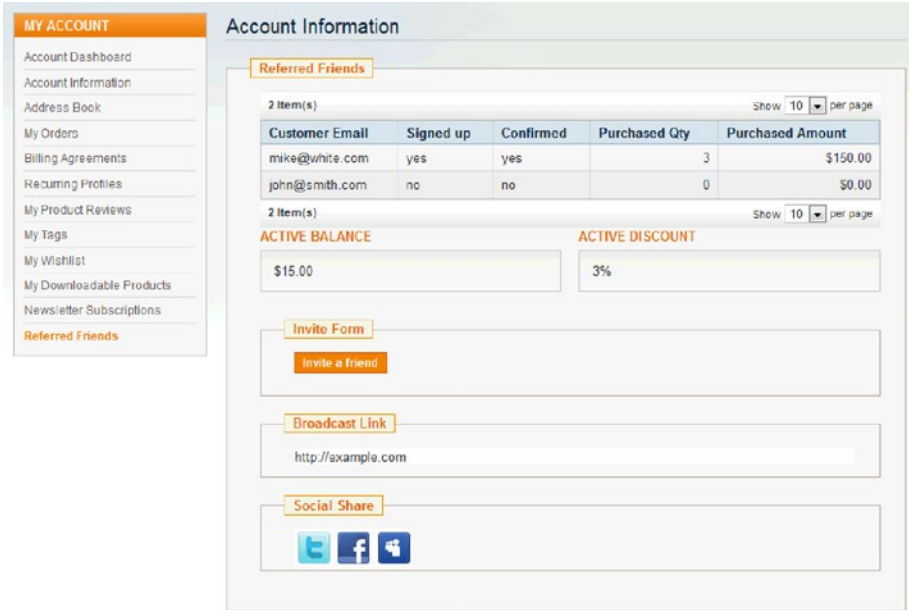 MY ACCOUNT
Account Dashboard
Account Information
Address Book
My Orders
Billing Agreements
Recurring Profiles
My Product Reviews
My Tags
My Wishlist
My Downloadable Products
Newsletter Subscriptions
Referred Friends
Account Information
Referred Friends
2 Item(s) Show 10 per page
Customer Email Signed up Confirmed Purchased Qty Purchased Amount
mike@white.com yes yes 3 $150.00
john@smith.com no no 0 $0.00
2 Item(s) Show 10 per page
ACTIVE BALANCE ACTIVE DISCOUNT
$15.00 3%
Invite Form
Invite a friend
Broadcast Link
http://example.com
Social Share